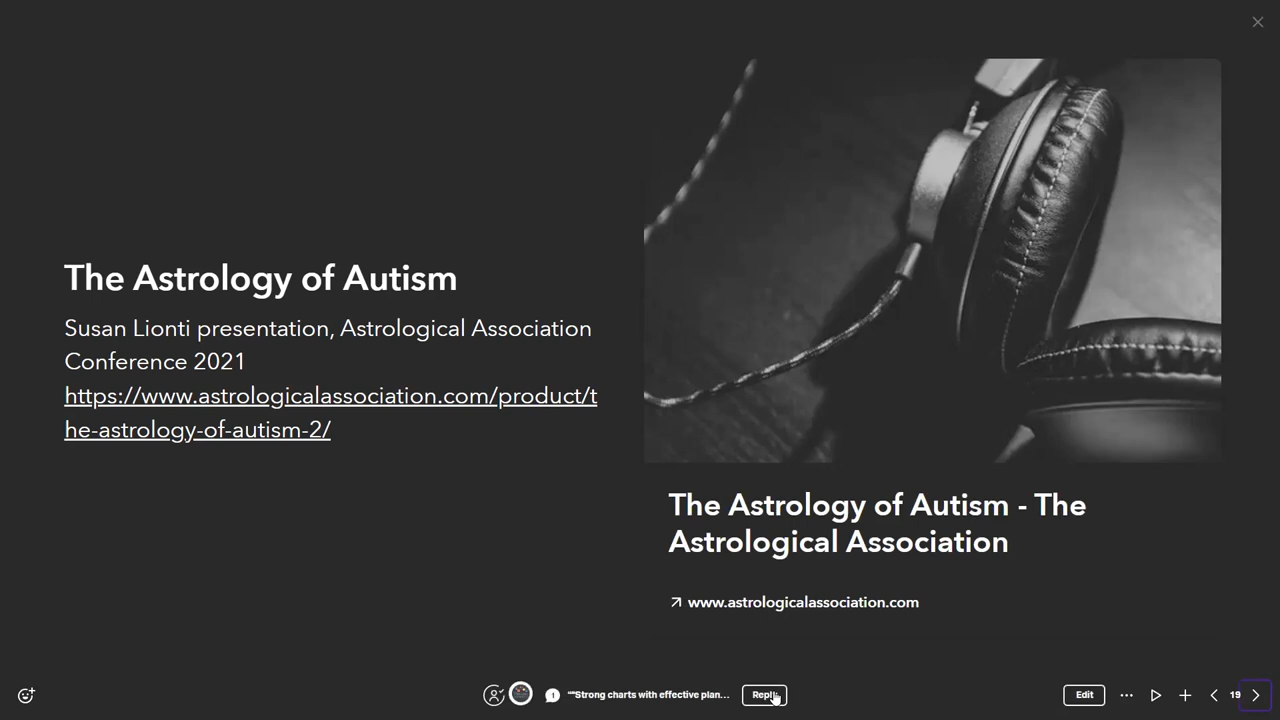 The Astrology of Autism
Susan Lionti presentation, Astrological Association
Conference 2021
https://www.astrologicalassociation.com/product/t
he-astrology-of-autism-2/
The Astrology of Autism - The
Astrological Association
www.astrologicalassociation.com
1
““Strong charts with effective plan...
Reply
Edit
19